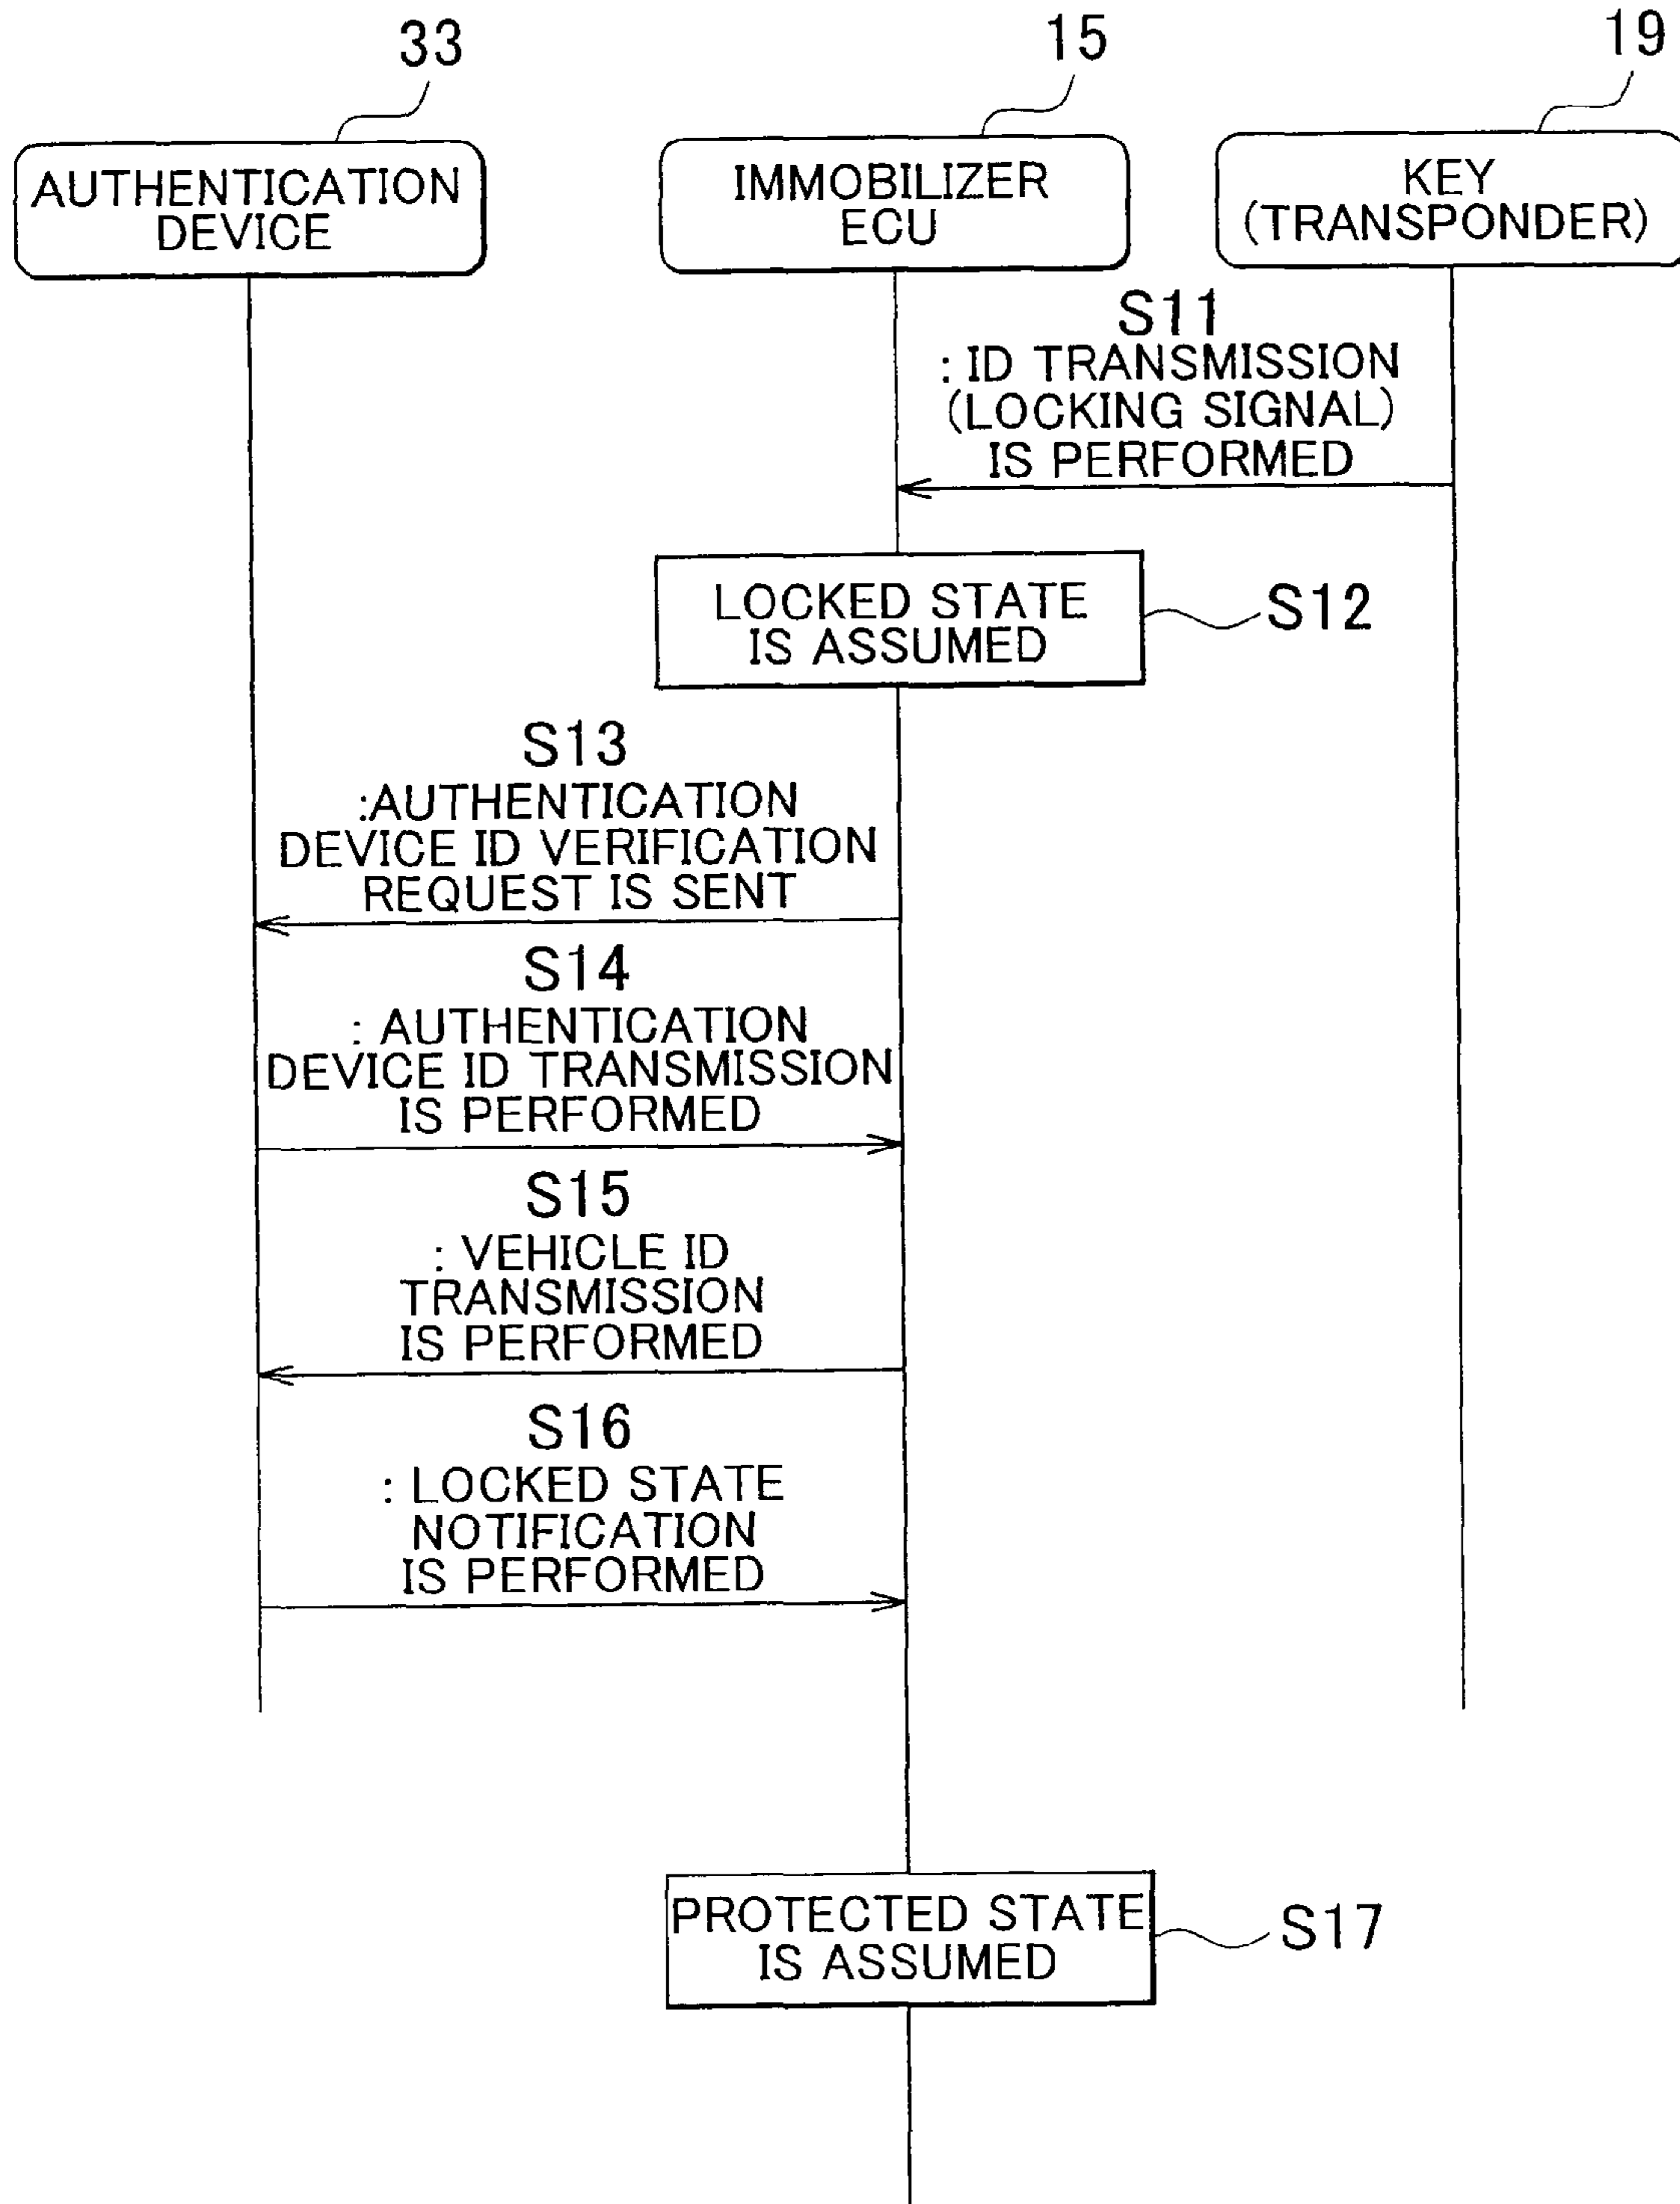 33
15
19
AUTHENTICATION
DEVICE
IMMOBILIZER
ECU
KEY
(TRANSPONDER)
S11
: ID TRANSMISSION
(LOCKING SIGNAL)
IS PERFORMED
LOCKED STATE
IS ASSUMED
S12
S13
:AUTHENTICATION
DEVICE ID VERIFICATION
REQUEST IS SENT
S14
: AUTHENTICATION
DEVICE ID TRANSMISSION
IS PERFORMED
S15
: VEHICLE ID
TRANSMISSION
IS PERFORMED
S16
: LOCKED STATE
NOTIFICATION
IS PERFORMED
PROTECTED STATE
IS ASSUMED
S17